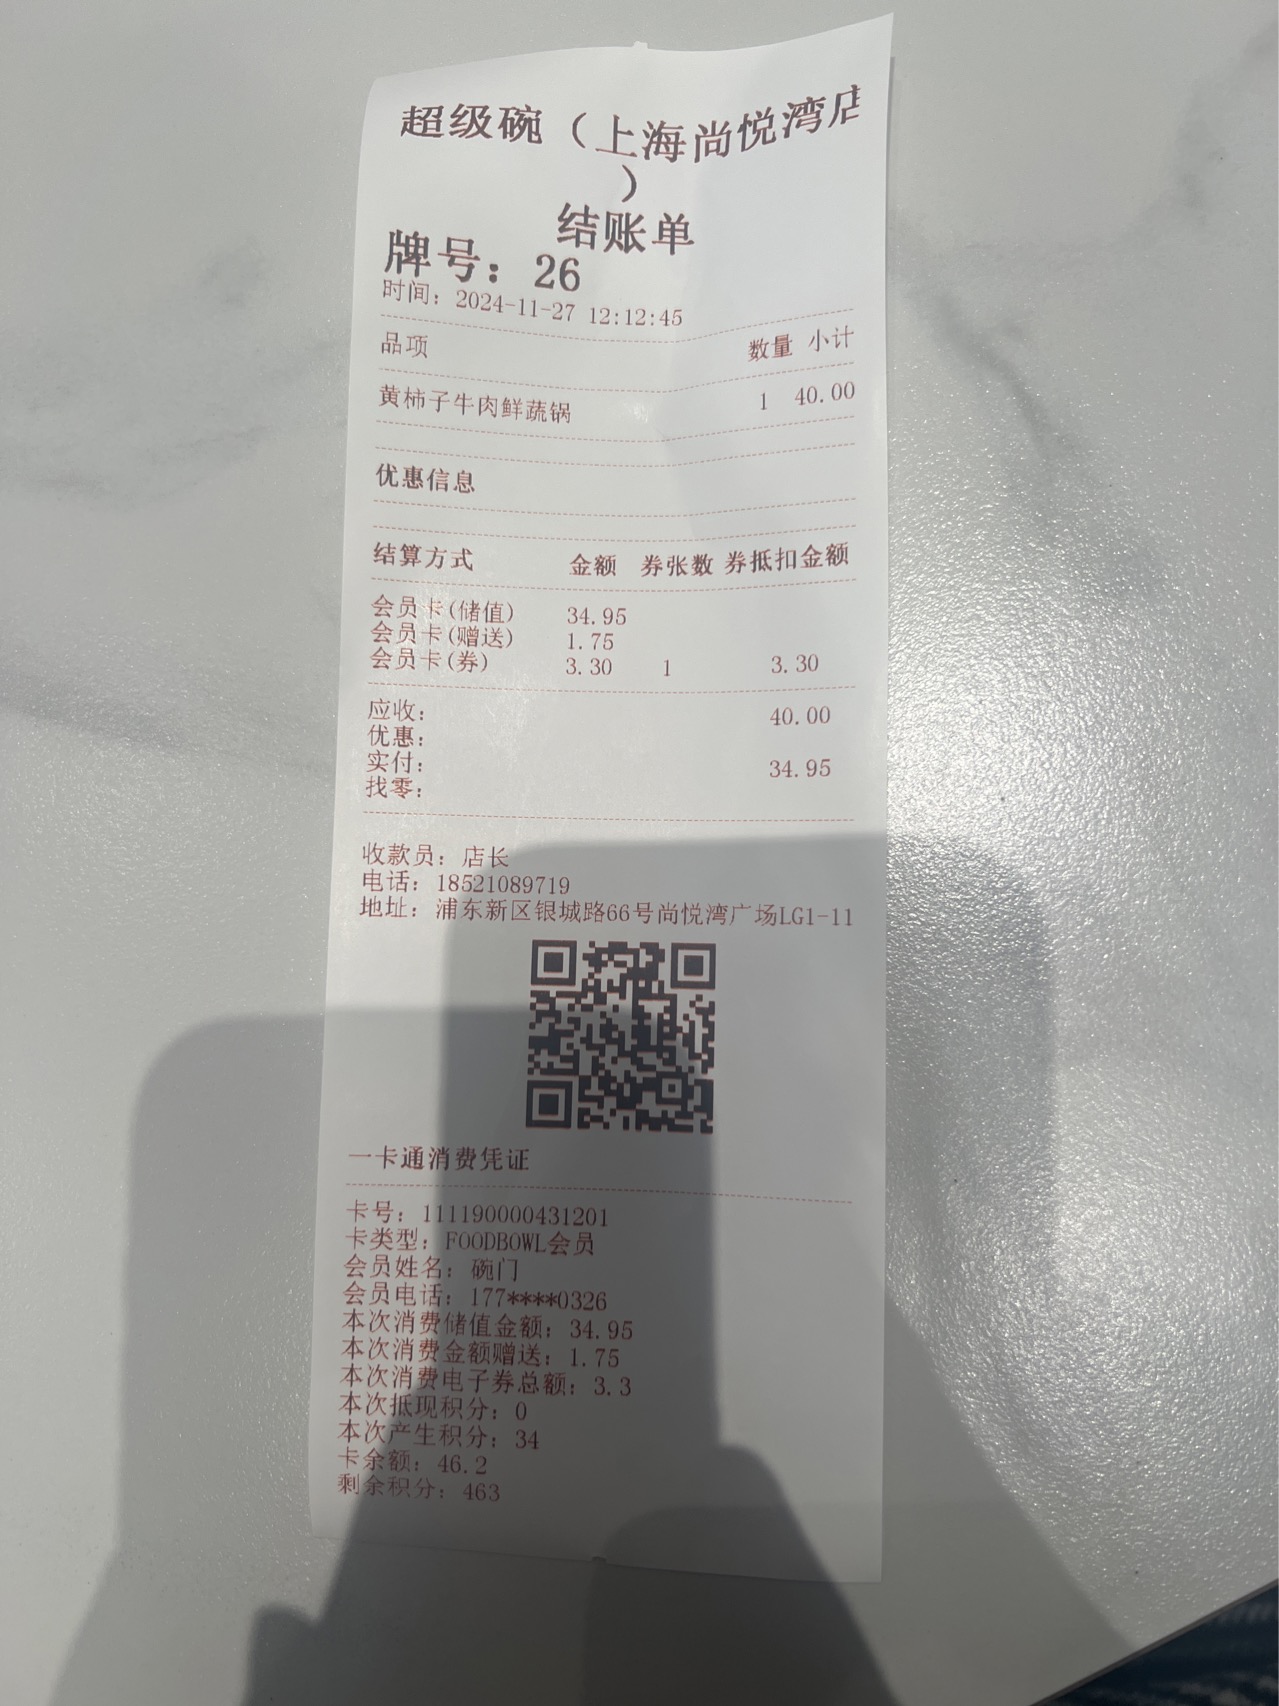 超级碗（上海尚悦湾店
）
结账单
牌号：26
时间：2024-11-27 12:12:45
品项 数量 小计
黄柿子牛肉鲜蔬锅 1 40.00
优惠信息
结算方式 金额 券张数 券抵扣金额
会员卡(储值) 34.95
会员卡(赠送) 1.75
会员卡(券) 3.30 1 3.30
应收： 40.00
优惠：
实付： 34.95
找零：
收款员：店长
电话：18521089719
地址：浦东新区银城路66号尚悦湾广场LG1-11
一卡通消费凭证
卡号：111190000431201
卡类型：FOODBOWL会员
会员姓名：碗门
会员电话：177****0326
本次消费储值金额：34.95
本次消费金额赠送：1.75
本次消费电子券总额：3.3
本次抵现积分：0
本次产生积分：34
卡余额：46.2
剩余积分：463